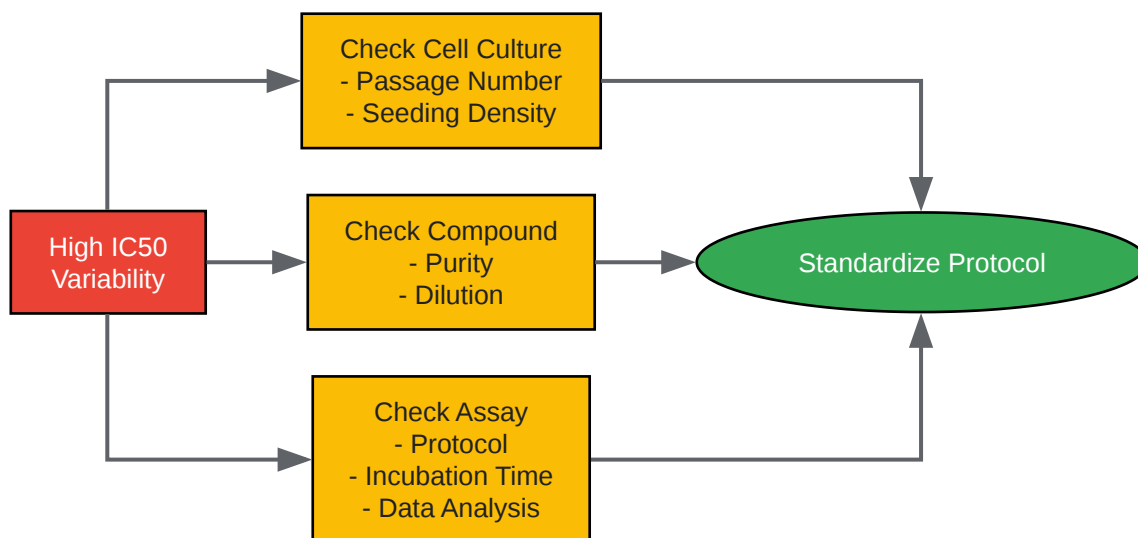 High IC50
Variability
Check Cell Culture
- Passage Number
- Seeding Density
Check Compound
- Purity
- Dilution
Check Assay
- Protocol
- Incubation Time
- Data Analysis
Standardize Protocol